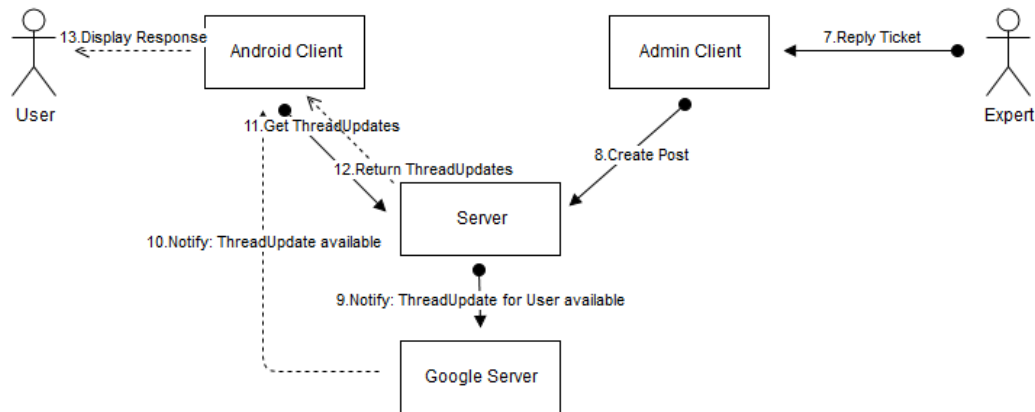 13.Display Response
Android Client
Admin Client
7.Reply Ticket
User
Expert
11.Get ThreadUpdates
8.Create Post
12.Return ThreadUpdates
Server
10.Notify: ThreadUpdate available
9.Notify: ThreadUpdate for User available
Google Server